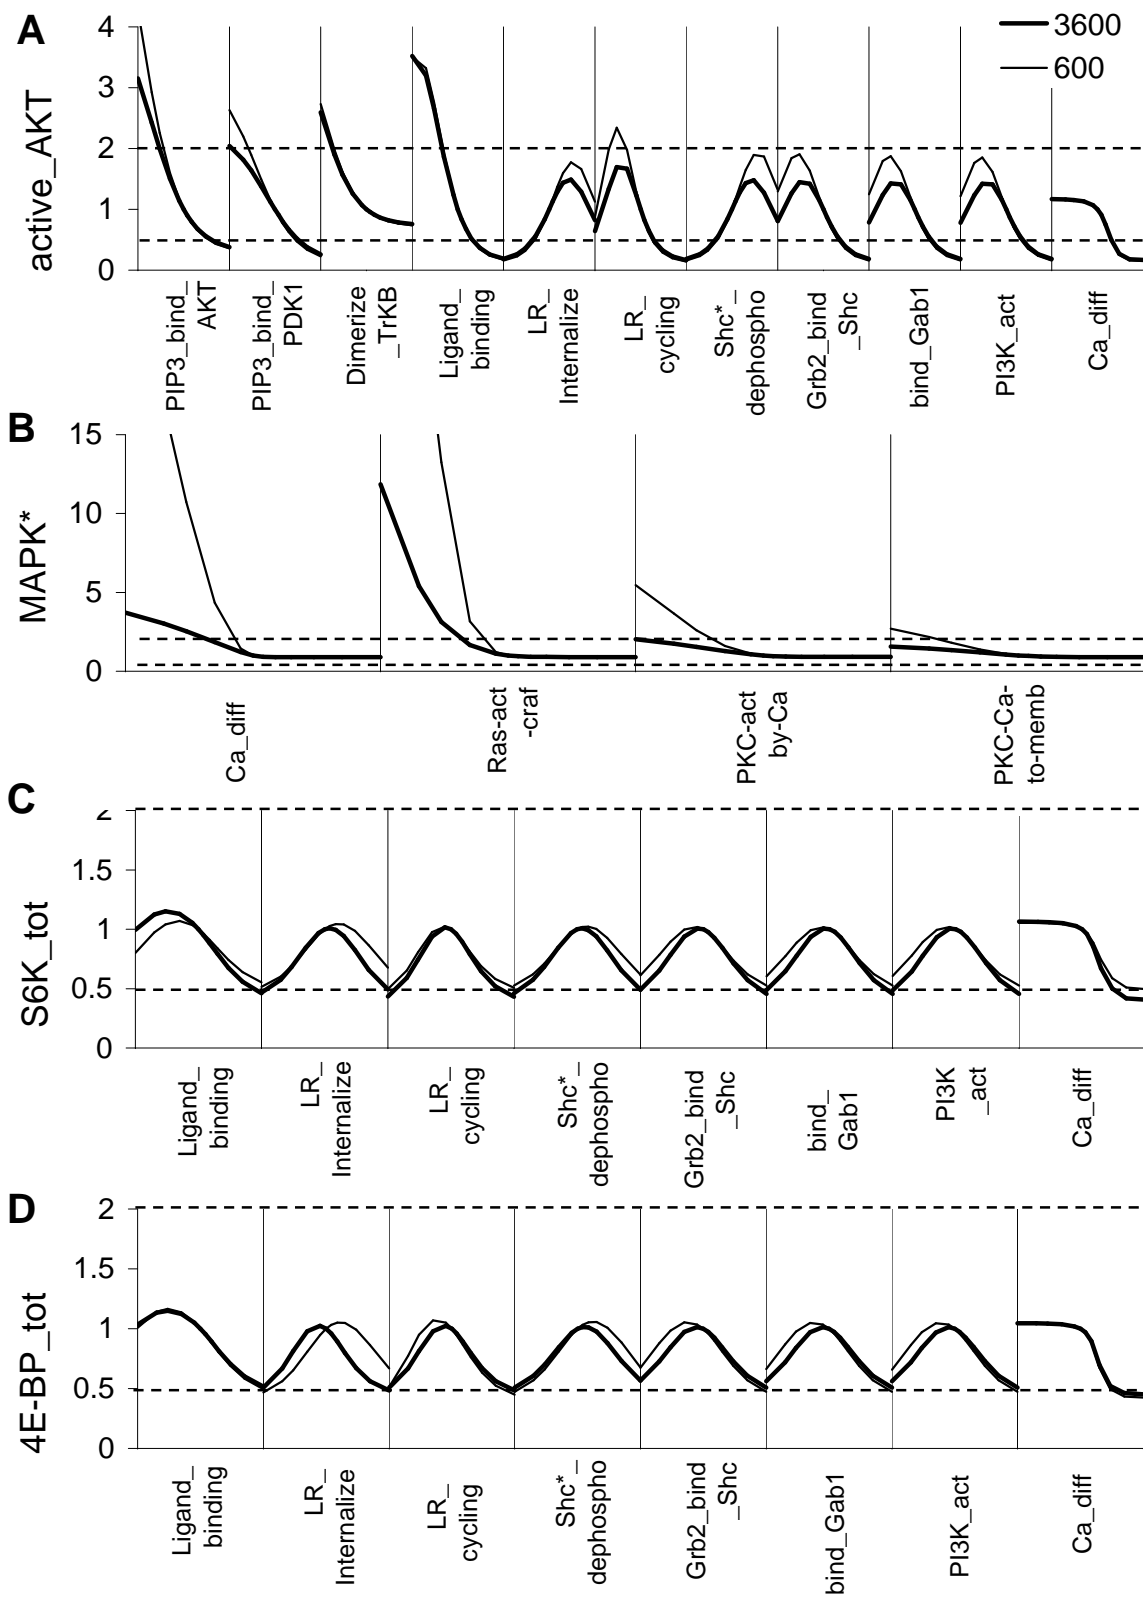 A
active_AKT
4
3
2
1
0
3600
600
PIP3_bind_
AKT
PIP3_bind_
PDK1
Dimerize
_TrKB
Ligand_
binding
LR_
Internalize
LR_
cycling
Shc*_
dephospho
Grb2_bind
_Shc
bind_Gab1
PI3K_act
Ca_diff
B
MAPK*
15
10
5
0
Ca_diff
Ras-act
-craf
PKC-act
by-Ca
PKC-Ca-
to-memb
C
S6K_tot
2
1.5
1
0.5
0
Ligand_
binding
LR_
Internalize
LR_
cycling
Shc*_
dephospho
Grb2_bind
_Shc
bind_
Gab1
PI3K
_act
Ca_diff
D
4E-BP_tot
2
1.5
1
0.5
0
Ligand_
binding
LR_
Internalize
LR_
cycling
Shc*_
dephospho
Grb2_bind
_Shc
bind_Gab1
PI3K_act
Ca_diff